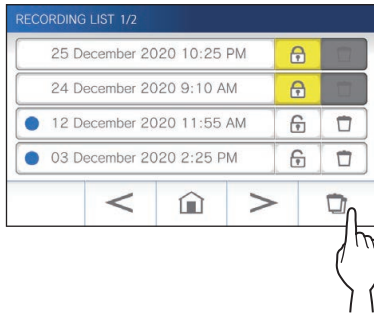 RECORDING LIST 1/2
25 December 2020 10:25 PM
24 December 2020 9:10 AM
12 December 2020 11:55 AM
03 December 2020 2:25 PM